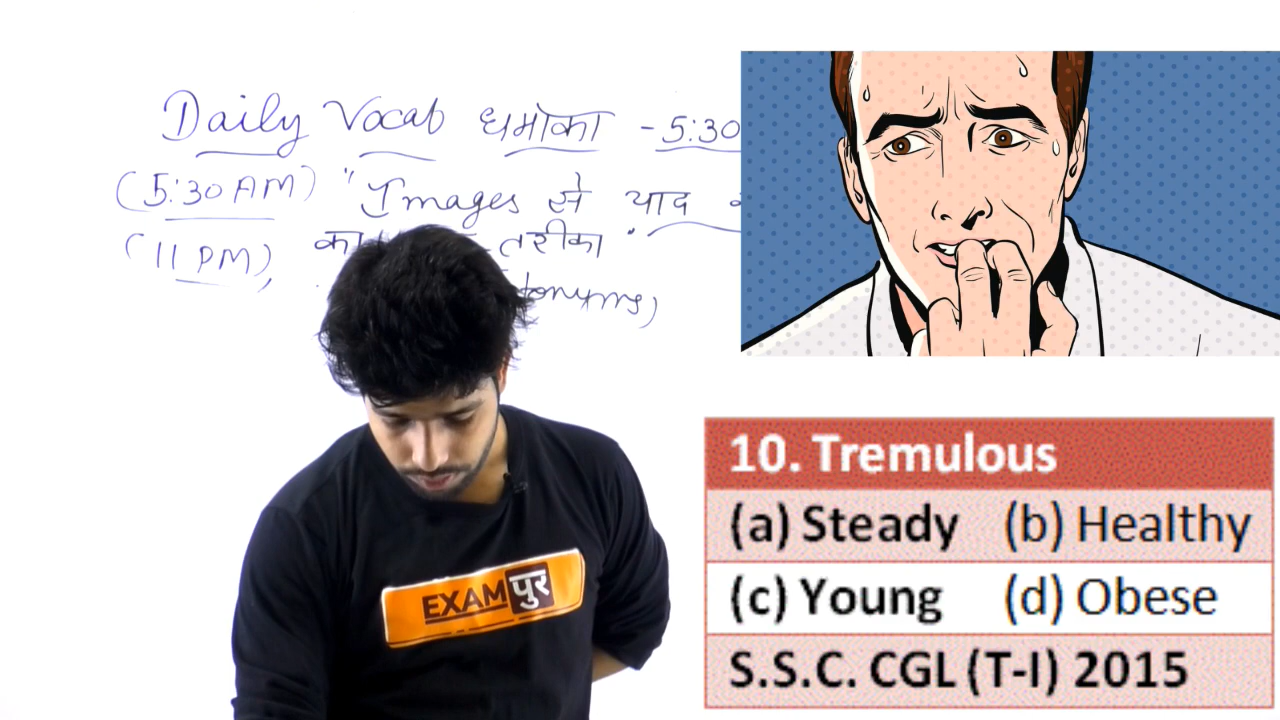 Daily Vocab धमाका - 5:30
(5:30 AM) "Images से याद
(11 PM), का तरीका"
EXAMपुर
10. Tremulous
(a) Steady (b) Healthy
(c) Young (d) Obese
S.S.C. CGL (T-I) 2015